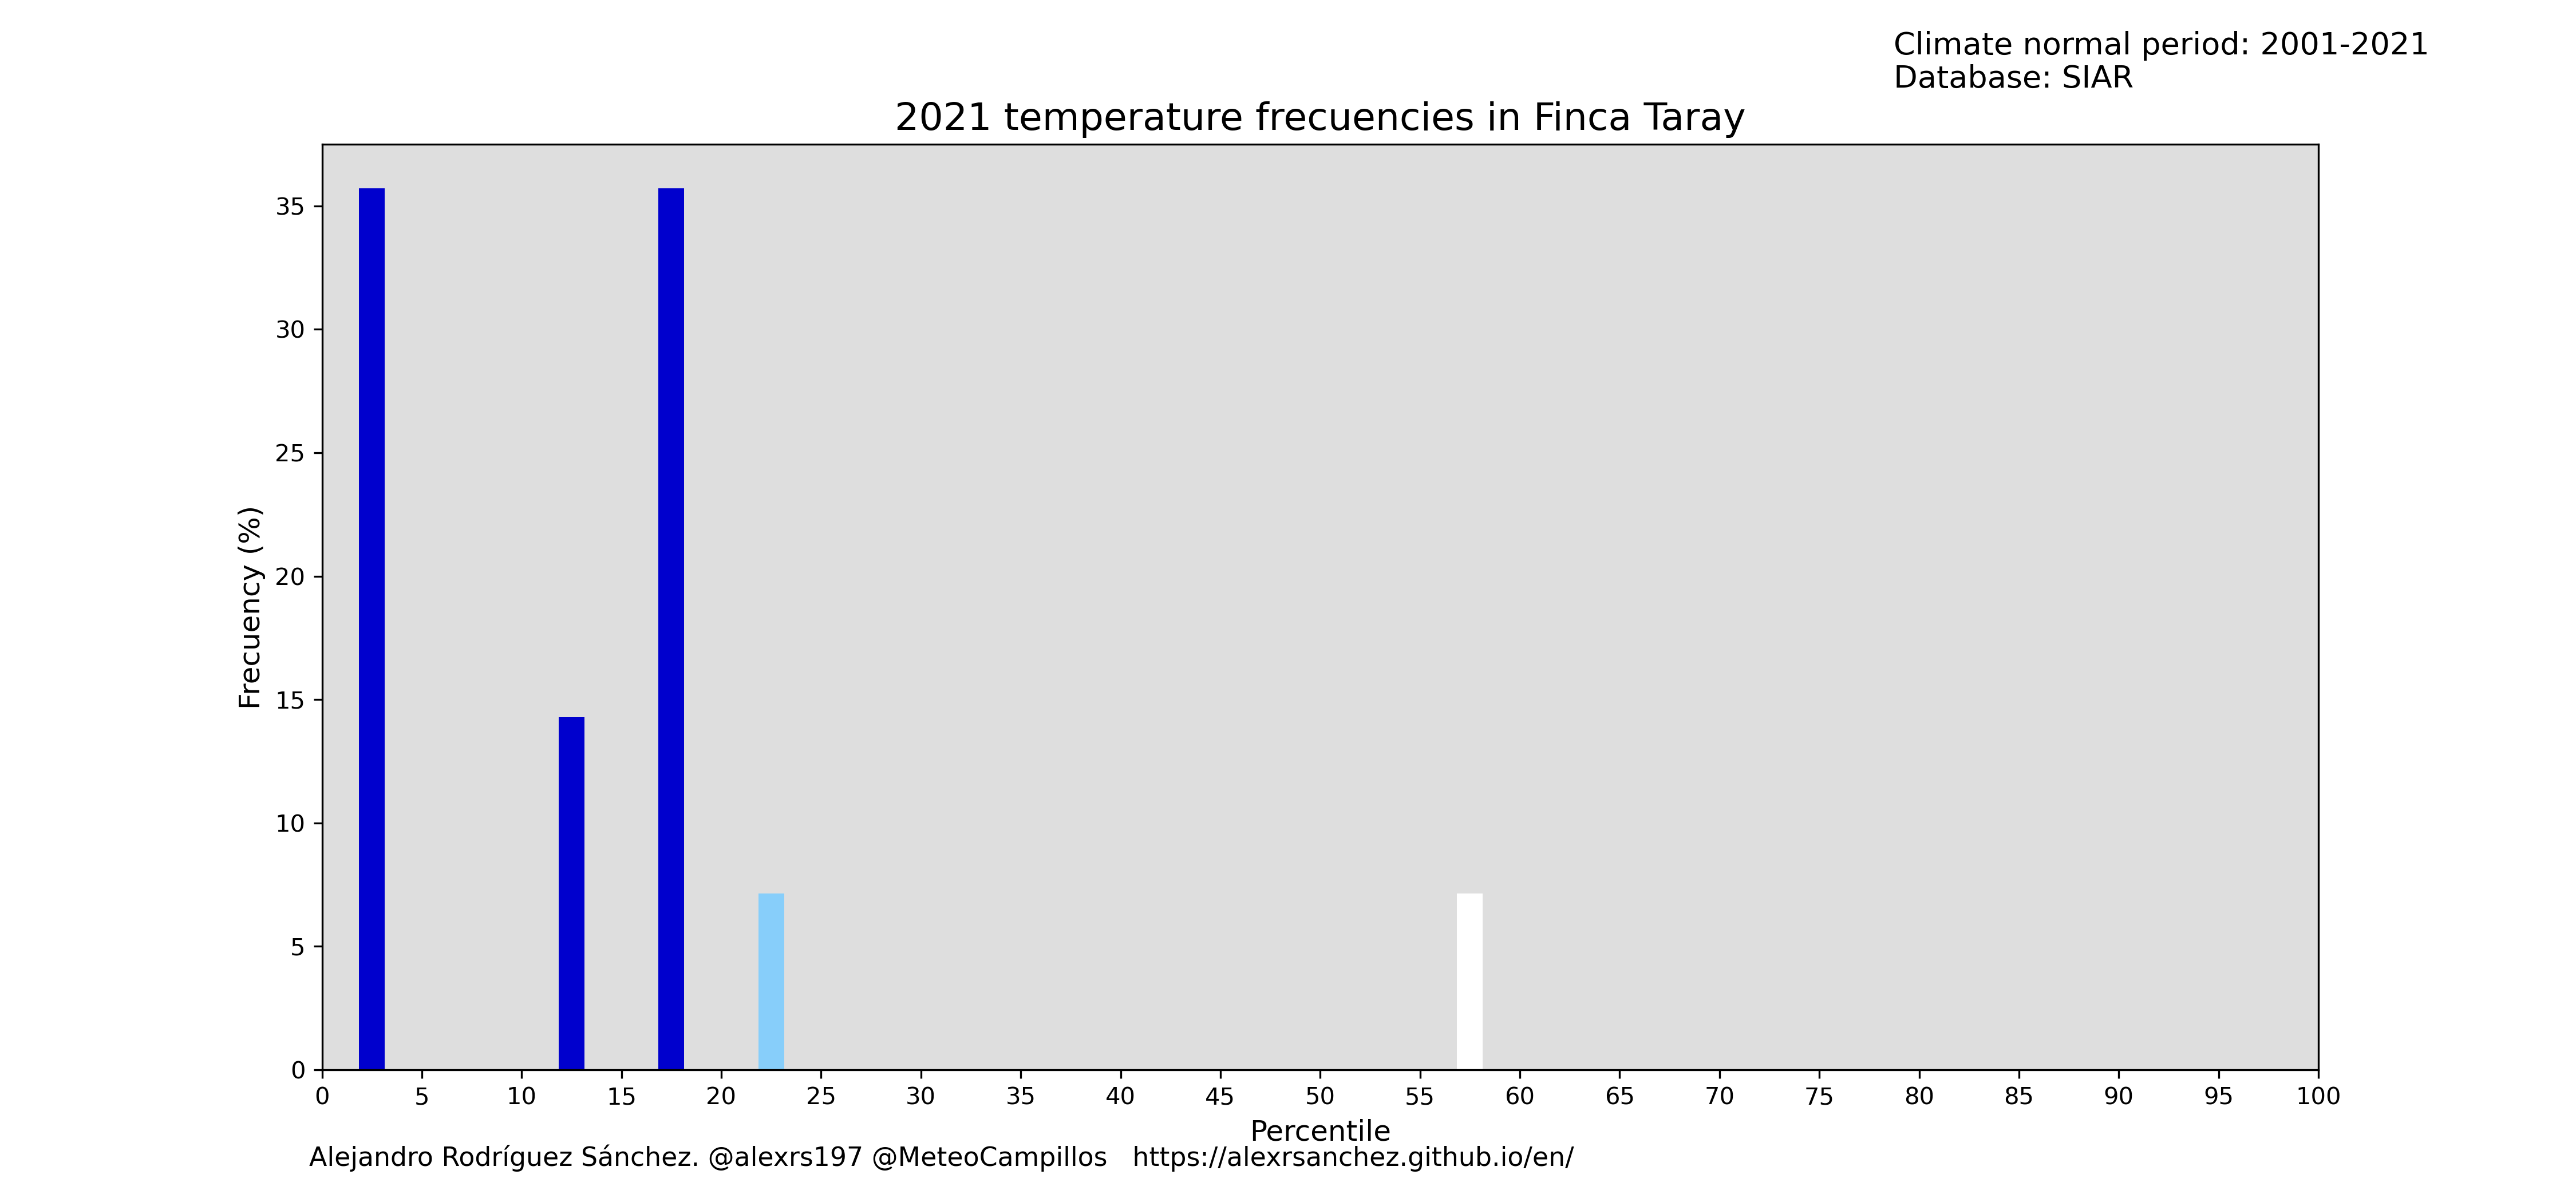 Climate normal period: 2001-2021
Database: SIAR
2021 temperature frecuencies in Finca Taray
Frecuency (%)
35
30
25
20
15
10
5
0
0 5 10 15 20 25 30 35 40 45 50 55 60 65 70 75 80 85 90 95 100
Percentile
Alejandro Rodríguez Sánchez. @alexrs197 @MeteoCampillos https://alexrsanchez.github.io/en/